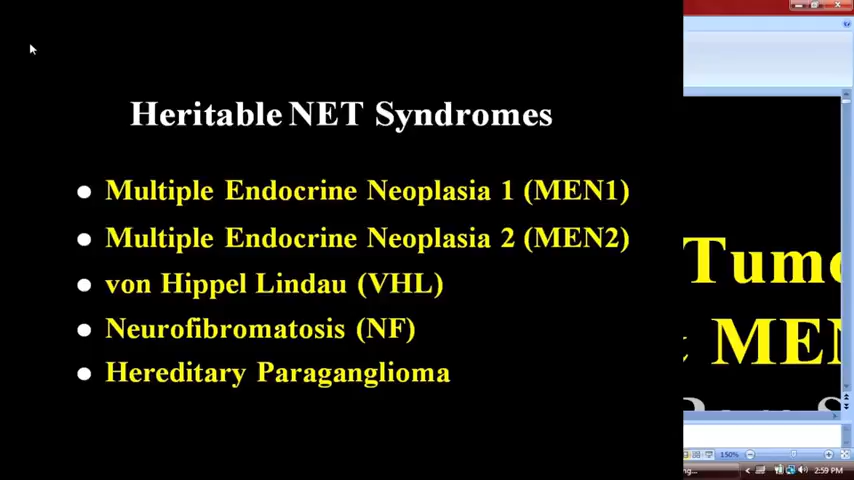 Heritable NET Syndromes
• Multiple Endocrine Neoplasia 1 (MEN1)
• Multiple Endocrine Neoplasia 2 (MEN2)
• von Hippel Lindau (VHL)
• Neurofibromatosis (NF)
• Hereditary Paraganglioma
Tumo
MEN
150%
2:59 PM